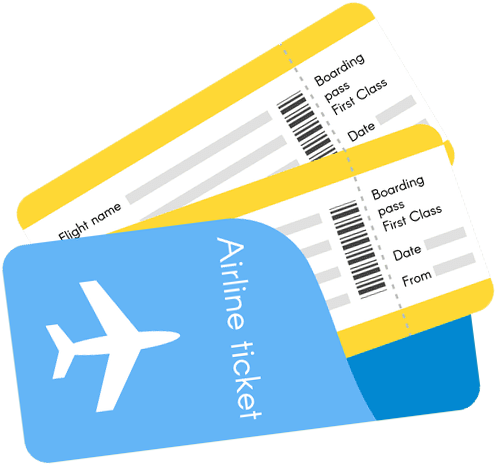 Boarding
pass
First Class
Date
Flight name
Boarding
pass
First Class
Date
From
Airline ticket